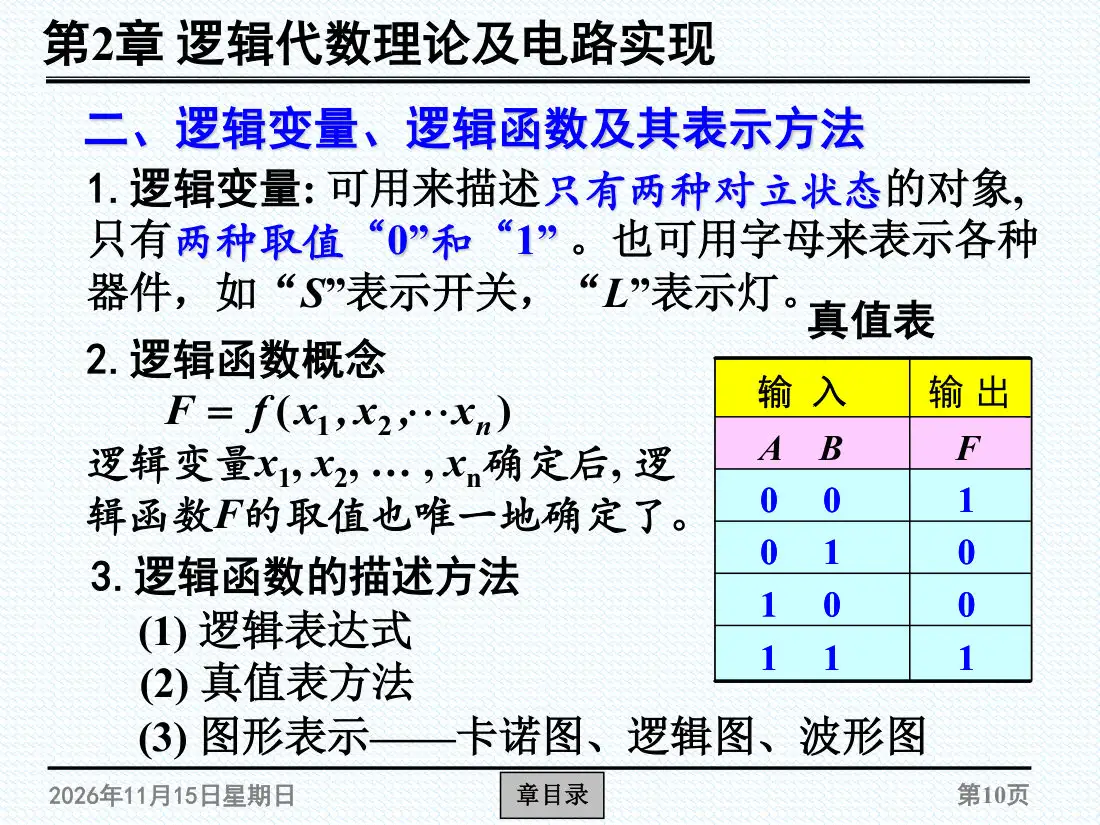 第2章 逻辑代数理论及电路实现
二、逻辑变量、逻辑函数及其表示方法
1.逻辑变量: 可用来描述只有两种对立状态的对象,
只有两种取值“0”和“1” 。也可用字母来表示各种
器件，如“S”表示开关，“L”表示灯。
真值表
2.逻辑函数概念
F = f (x₁ , x₂ , ⋯ xₙ )
逻辑变量x₁, x₂, … , xₙ确定后, 逻
辑函数F的取值也唯一地确定了。
输 入 输 出
A B F
0 0 1
0 1 0
1 0 0
1 1 1
3.逻辑函数的描述方法
(1) 逻辑表达式
(2) 真值表方法
(3) 图形表示——卡诺图、逻辑图、波形图
2026年11月15日星期日
章目录
第10页